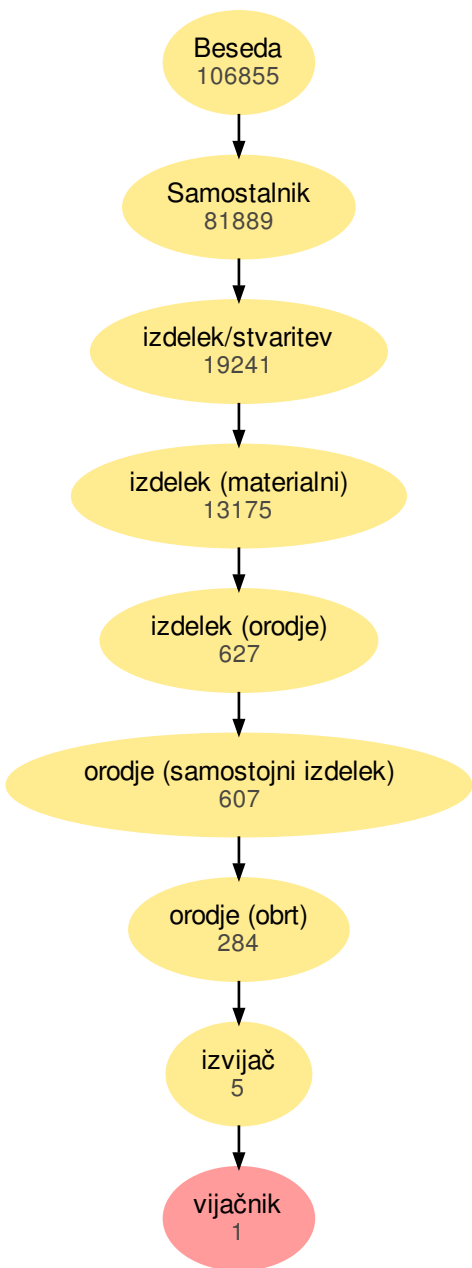 Beseda
106855
Samostalnik
81889
izdelek/stvaritev
19241
izdelek (materialni)
13175
izdelek (orodje)
627
orodje (samostojni izdelek)
607
orodje (obrt)
284
izvijač
5
vijačnik
1